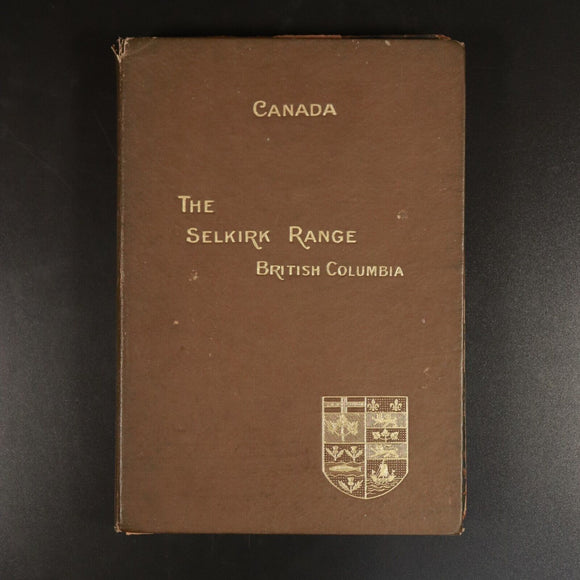 CANADA
THE
SELKIRK RANGE
BRITISH COLUMBIA